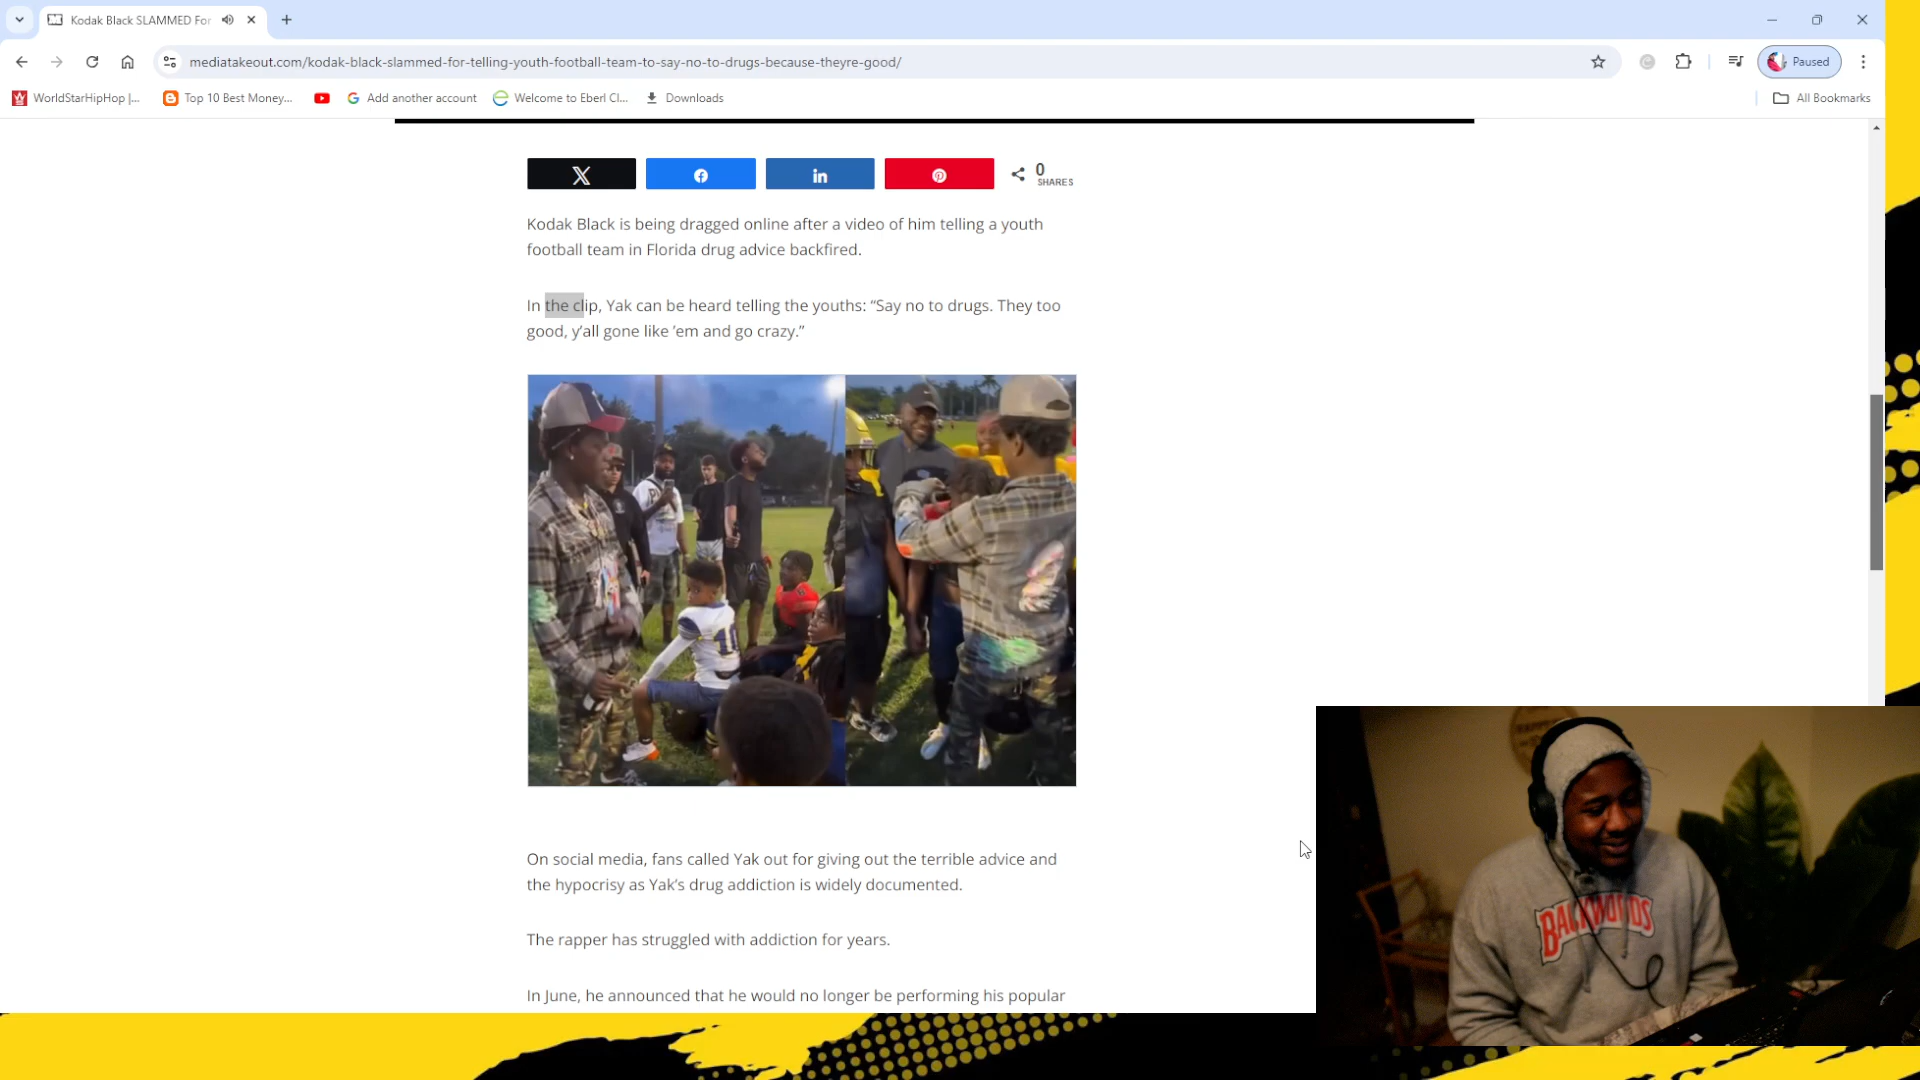 Kodak Black SLAMMED For
mediatakeout.com/kodak-black-slammed-for-telling-youth-football-team-to-say-no-to-drugs-because-theyre-good/
Paused
WorldStarHipHop |...
Top 10 Best Money...
Add another account
Welcome to Eberl Cl...
Downloads
All Bookmarks
0
SHARES
Kodak Black is being dragged online after a video of him telling a youth
football team in Florida drug advice backfired.
In the clip, Yak can be heard telling the youths: “Say no to drugs. They too
good, y’all gone like ’em and go crazy.”
On social media, fans called Yak out for giving out the terrible advice and
the hypocrisy as Yak’s drug addiction is widely documented.
The rapper has struggled with addiction for years.
In June, he announced that he would no longer be performing his popular
BACKWOODS